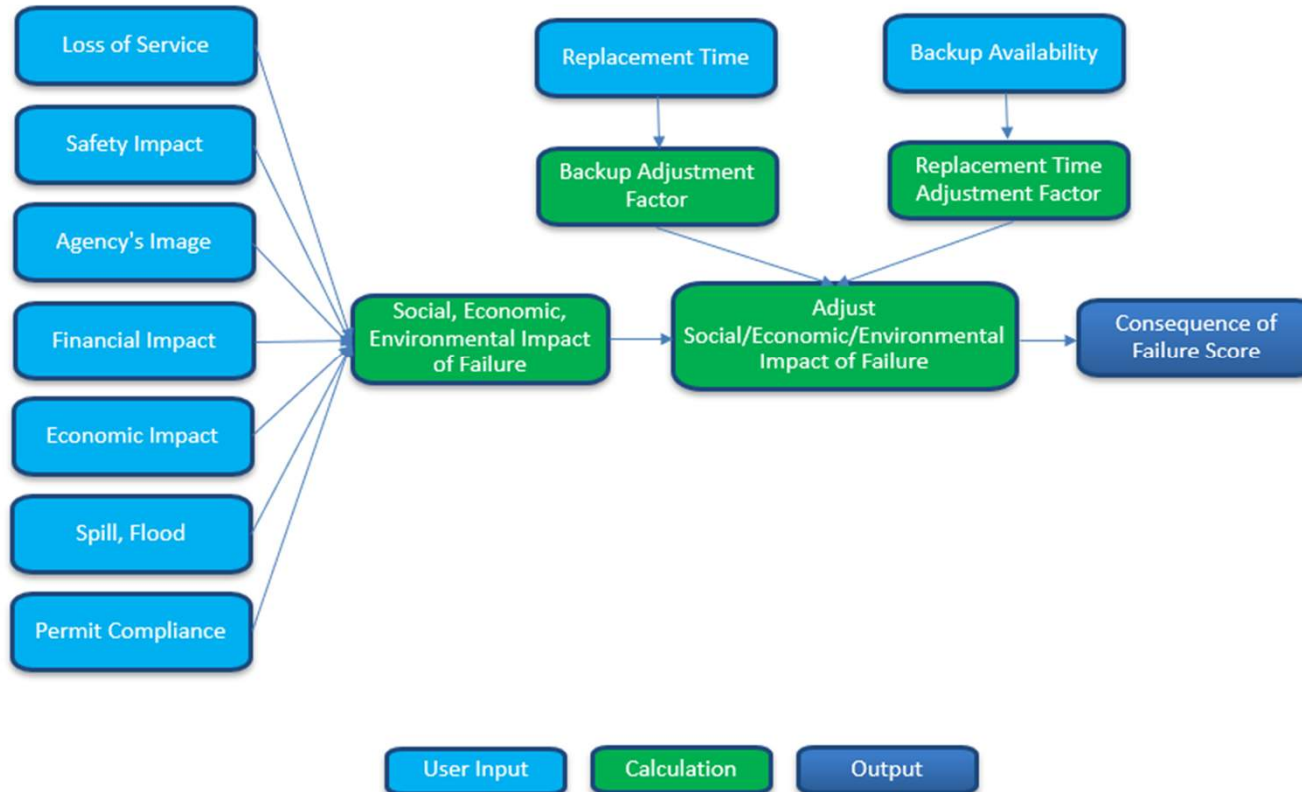 Loss of Service
Safety Impact
Agency's Image
Financial Impact
Economic Impact
Spill, Flood
Permit Compliance
Replacement Time
Backup Availability
Backup Adjustment
Factor
Replacement Time
Adjustment Factor
Social, Economic,
Environmental Impact
of Failure
Adjust
Social/Economic/Environmental
Impact of Failure
Consequence of
Failure Score
User Input
Calculation
Output